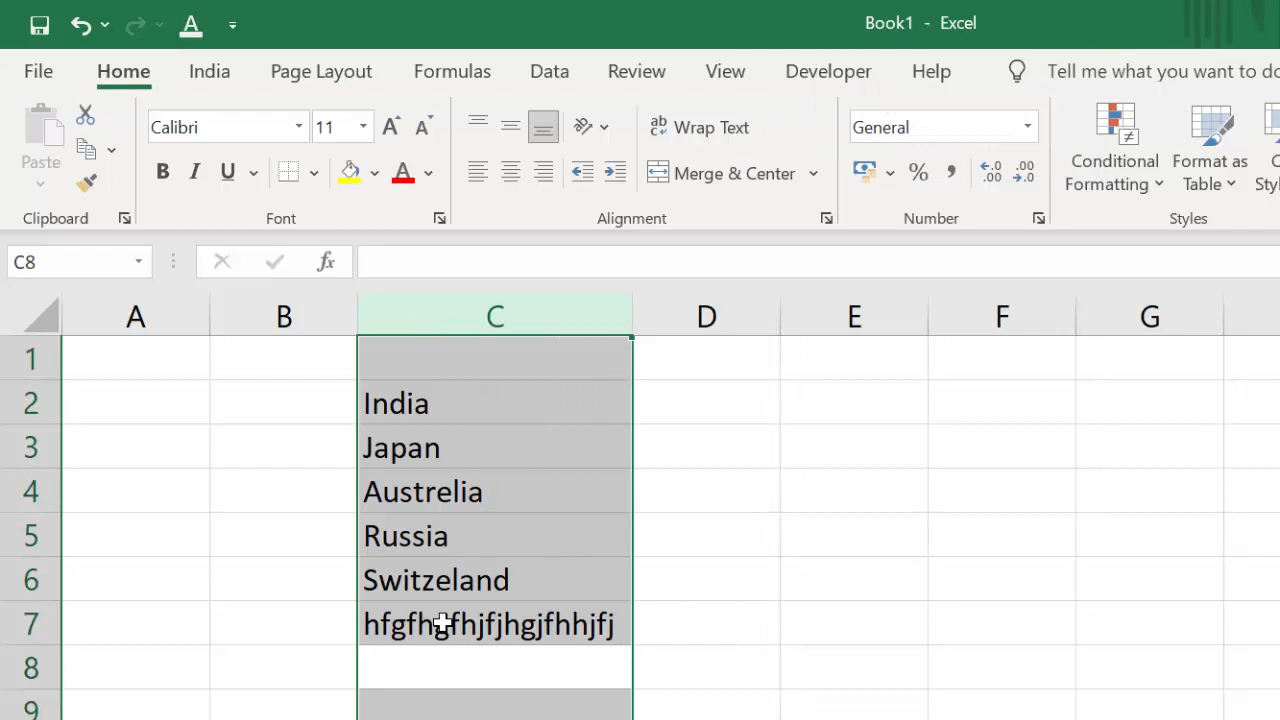 Book1 - Excel
File Home India Page Layout Formulas Data Review View Developer Help Tell me what you want to do
Paste
Clipboard
Calibri 11
B I U
Font
Wrap Text
Merge & Center
Alignment
General
Number
Conditional Formatting
Format as Table
Styles
C8
fx
A B C D E F G
1
2 India
3 Japan
4 Austrelia
5 Russia
6 Switzeland
7 hfgfhgfhjfjhgjfhhjfj
8
9